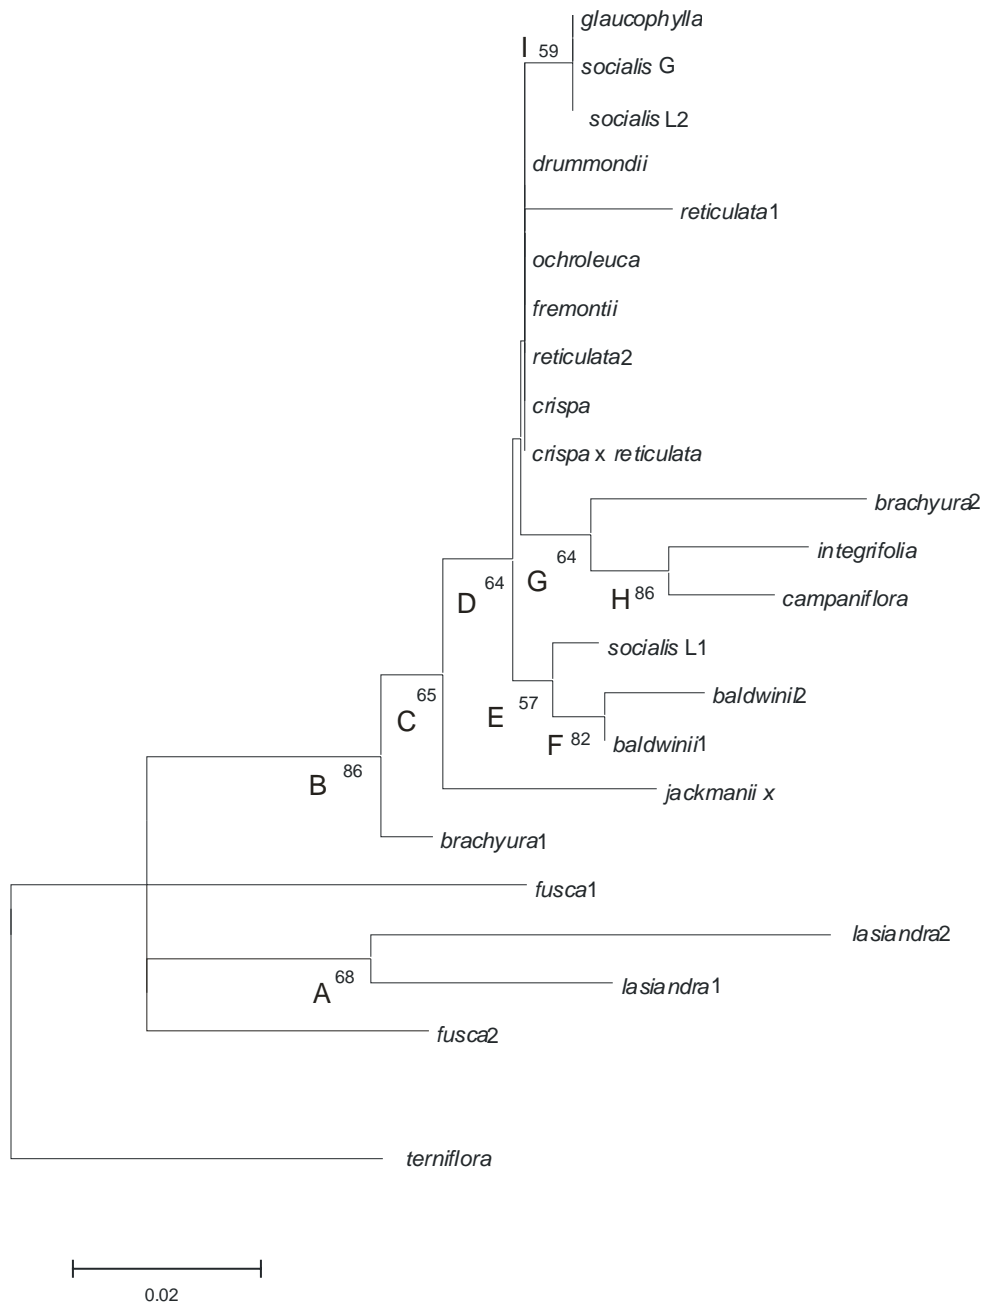 glaucophylla
I 59
socialis G
socialis L2
drummondii
reticulata1
ochroleuca
fremontii
reticulata2
crispa
crispa x reticulata
brachyura2
integrifolia
64
G
64
D
H 86
campaniflora
socialis L1
65
C
baldwinii2
57
E
F 82
baldwinii1
86
B
jackmanii x
brachyura1
fusca1
lasiandra2
68
A
lasiandra1
fusca2
terniflora
0.02